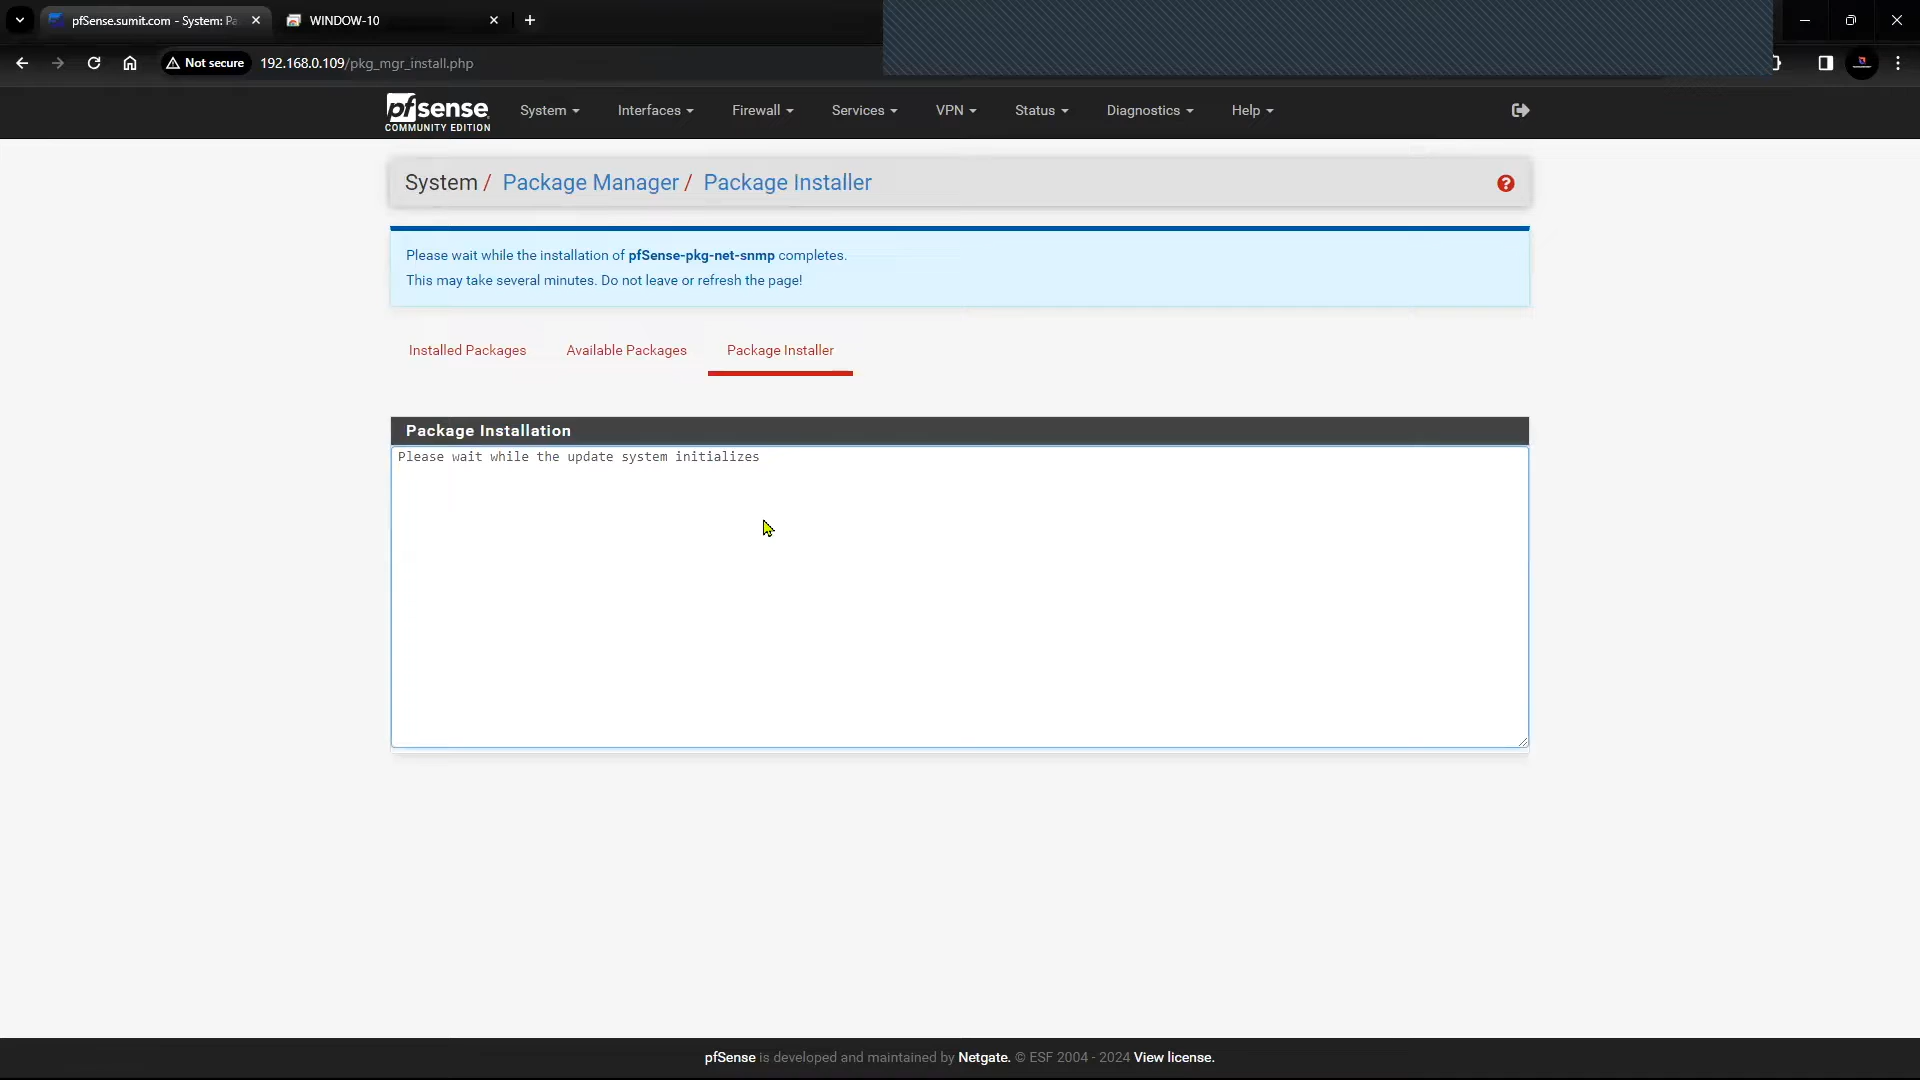 pfSense.sumit.com - System: Pa
WINDOW-10
Not secure
192.168.0.109/pkg_mgr_install.php
pfsense
COMMUNITY EDITION
System
Interfaces
Firewall
Services
VPN
Status
Diagnostics
Help
System / Package Manager / Package Installer
Please wait while the installation of pfSense-pkg-net-snmp completes.
This may take several minutes. Do not leave or refresh the page!
Installed Packages
Available Packages
Package Installer
Package Installation
Please wait while the update system initializes
pfSense is developed and maintained by Netgate. © ESF 2004 - 2024 View license.